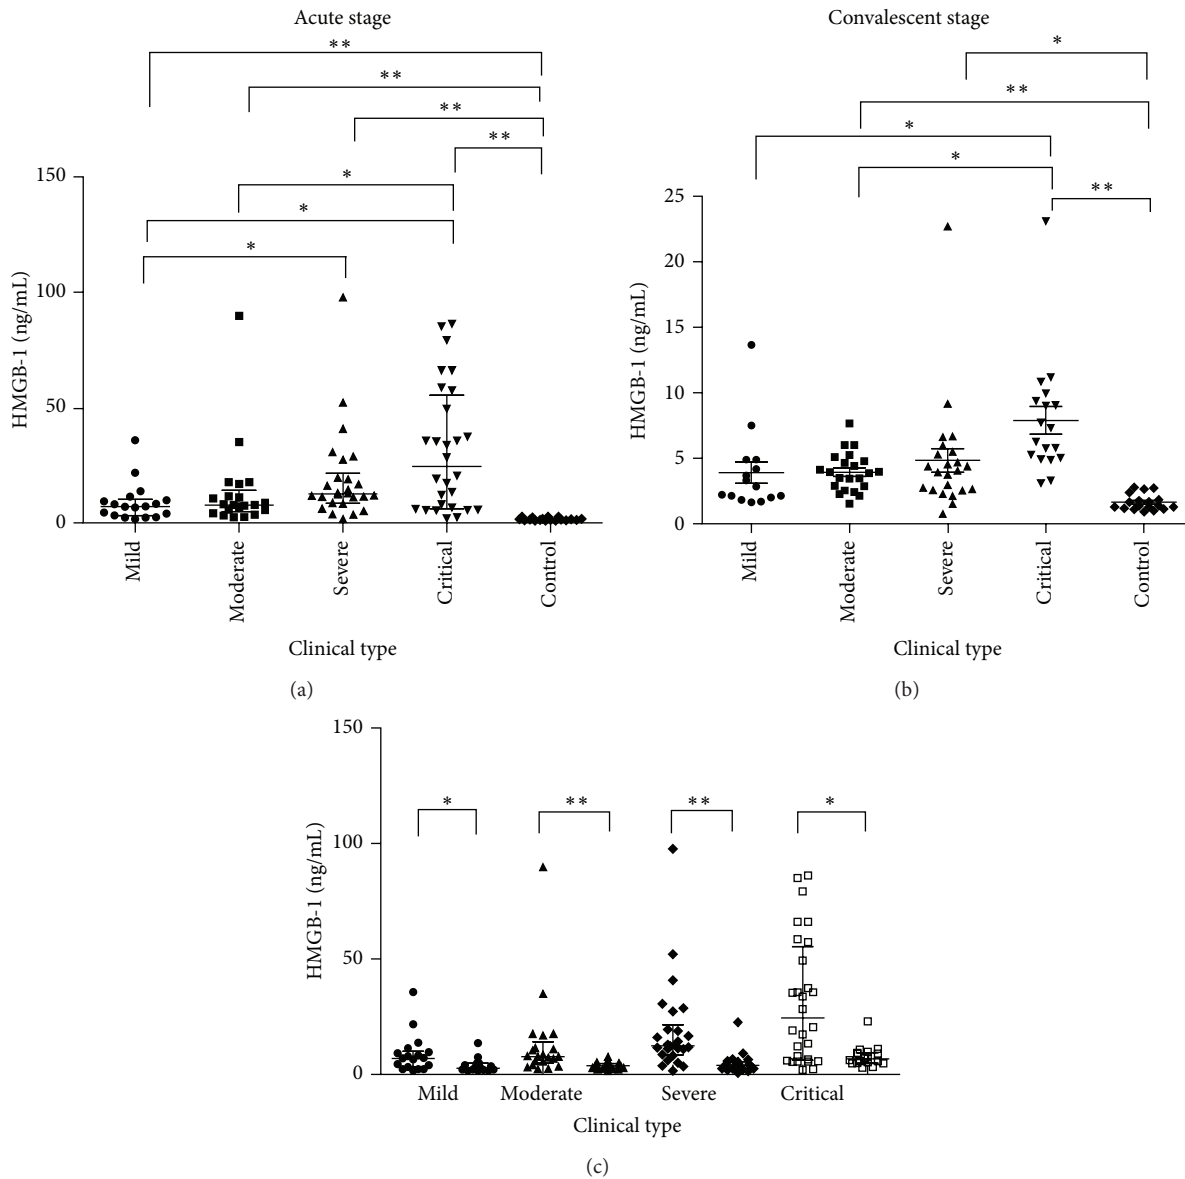 Acute stage
**
**
**
**
*
*
*
150
100
50
0
HMGB-1 (ng/mL)
Mild
Moderate
Severe
Critical
Control
Clinical type
(a)
Convalescent stage
*
**
*
*
**
25
20
15
10
5
0
HMGB-1 (ng/mL)
Mild
Moderate
Severe
Critical
Control
Clinical type
(b)
150
100
50
0
HMGB-1 (ng/mL)
*
**
**
*
Mild
Moderate
Severe
Critical
Clinical type
(c)